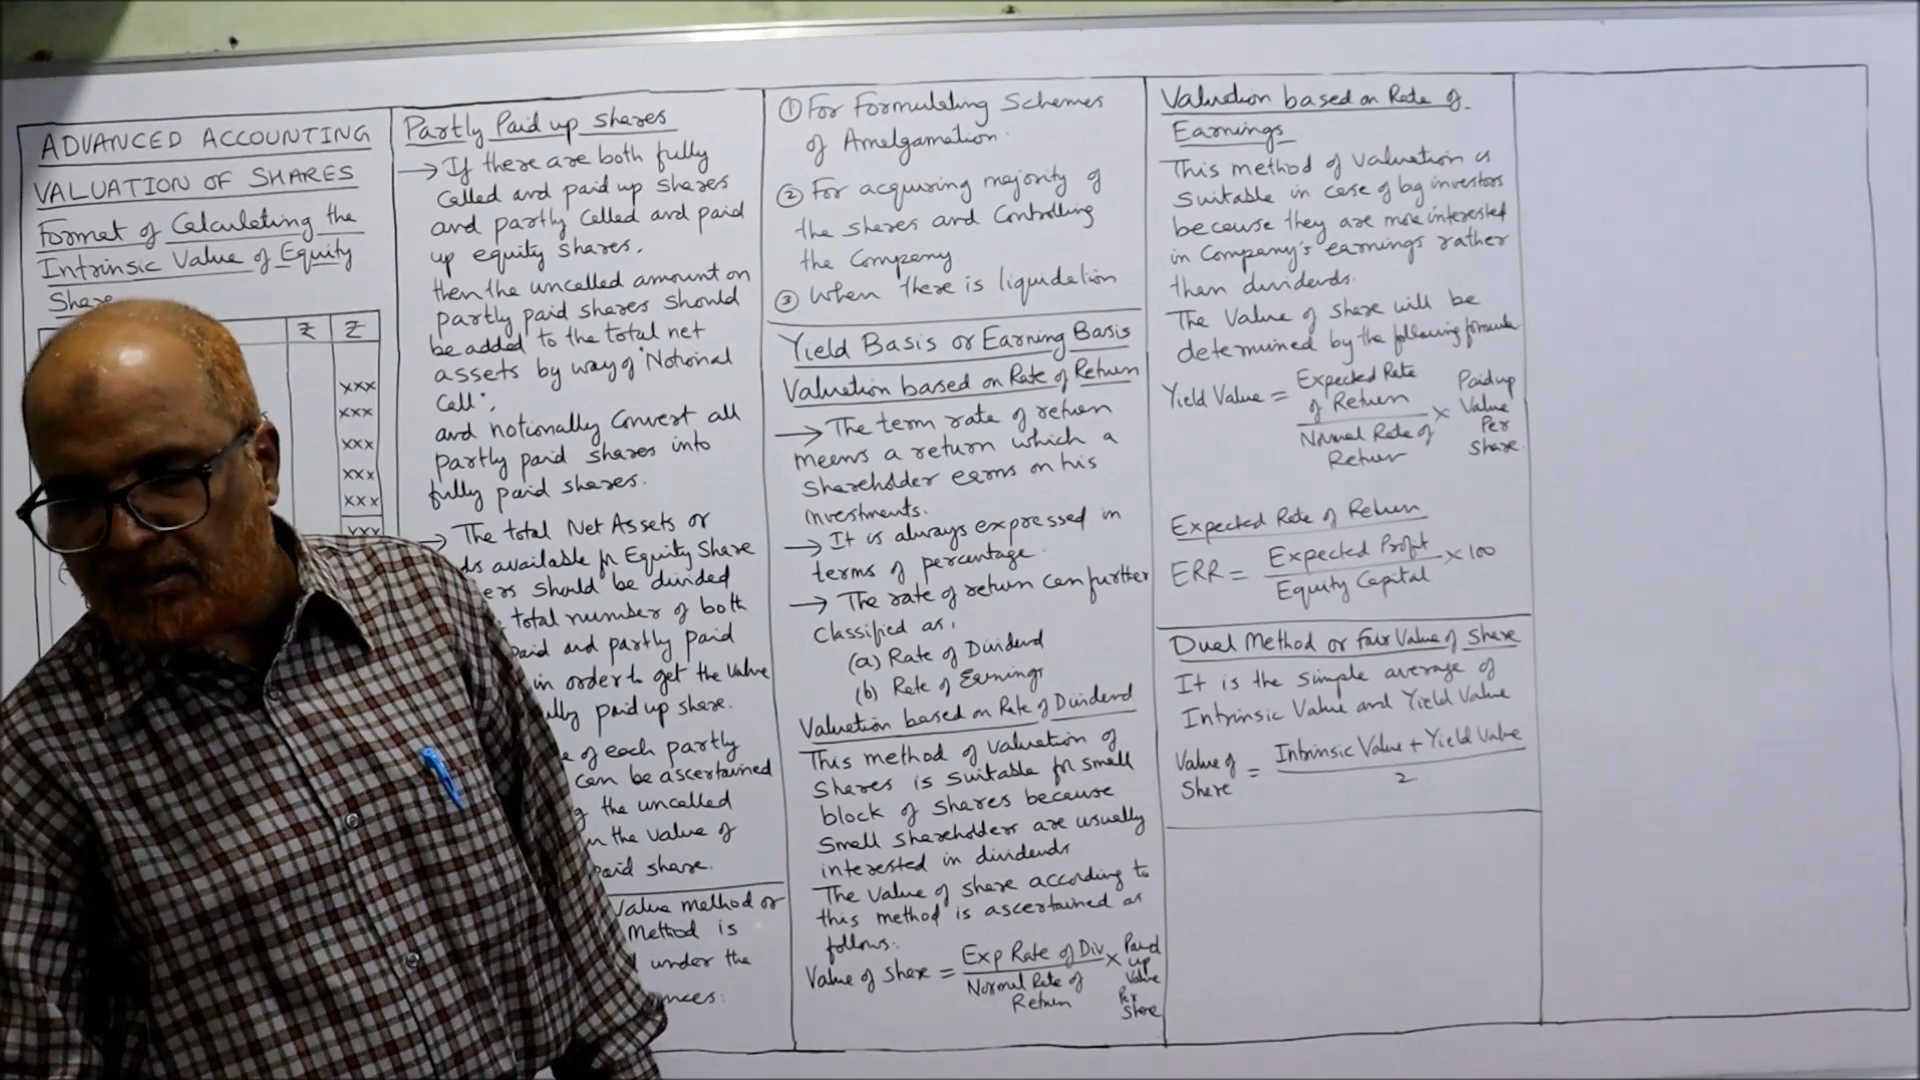 ADVANCED ACCOUNTING
VALUATION OF SHARES
Format of Calculating the
Intrinsic Value of Equity
Share
₹ ₹
xxx
xxx
xxx
xxx
xxx
xxx
Partly Paid up shares
→ If there are both fully
called and paid up shares
and partly called and paid
up equity shares,
then the uncalled amount on
partly paid shares should
be added to the total net
assets by way of "Notional
Call",
and notionally convert all
partly paid shares into
fully paid shares.
→ The total Net Assets or
available for Equity Share
should be divided
total number of both
paid and partly paid
in order to get the value
paid up share.
of each partly
can be ascertained
the uncalled
the value of
paid share.
Value method or
Method is
under the
① For Formulating Schemes
of Amalgamation.
② For acquiring majority of
the shares and Controlling
the Company
③ When there is liquidation
Yield Basis or Earning Basis
Valuation based on Rate of Return
→ The term rate of return
means a return which a
Shareholder earns on his
investments.
→ It is always expressed in
terms of percentage.
→ The rate of return can further
classified as,
(a) Rate of Dividend
(b) Rate of Earnings
Valuation based on Rate of Dividend
This method of valuation of
shares is suitable for small
block of shares because
small shareholders are usually
interested in dividends
The value of share according to
this method is ascertained as
follows:
Value of share = Exp Rate of Div / Normal Rate of Return × Paid up Value Per Share
Valuation based on Rate of
Earnings
This method of valuation is
suitable in case of big investors
because they are more interested
in Company's earnings rather
than dividends.
The Value of share will be
determined by the following formula
Yield Value = Expected Rate of Return / Normal Rate of Return × Paid up Value Per Share
Expected Rate of Return
ERR = Expected Profit / Equity Capital × 100
Dual Method or Fair Value of Share
It is the simple average of
Intrinsic Value and Yield Value
Value of Share = Intrinsic Value + Yield Value / 2